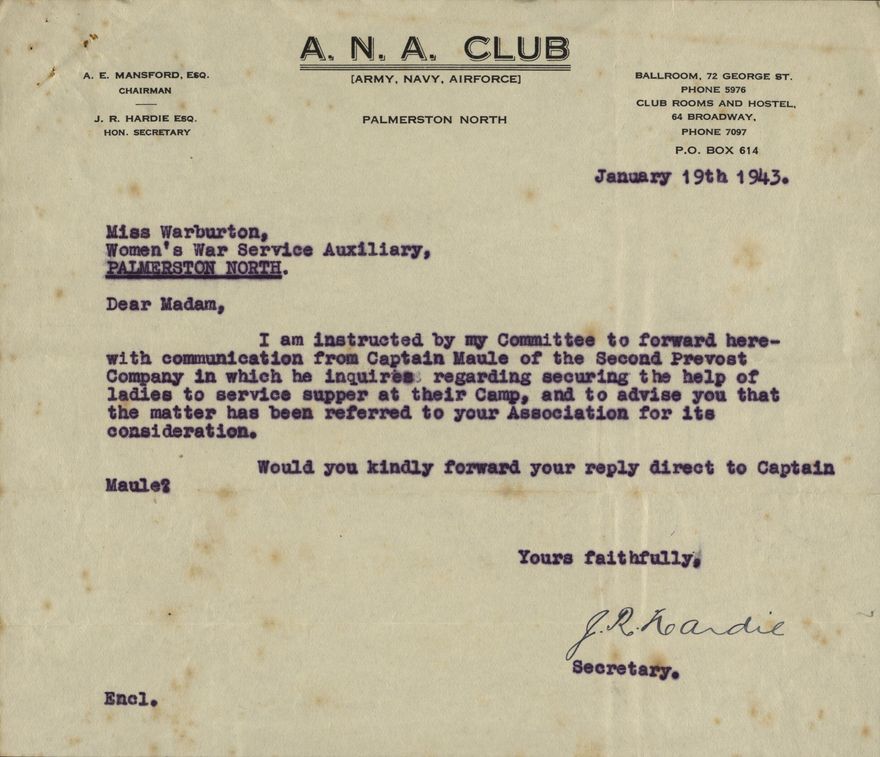 A. N. A. CLUB
[ARMY, NAVY, AIRFORCE]
PALMERSTON NORTH
A. E. MANSFORD, ESQ.
CHAIRMAN
J. R. HARDIE ESQ.
HON. SECRETARY
BALLROOM, 72 GEORGE ST.
PHONE 5976
CLUB ROOMS AND HOSTEL,
64 BROADWAY,
PHONE 7097
P.O. BOX 614
January 19th 1943.
Miss Warburton,
Women's War Service Auxiliary,
PALMERSTON NORTH.
Dear Madam,
I am instructed by my Committee to forward here-
with communication from Captain Maule of the Second Prevost
Company in which he inquires regarding securing the help of
ladies to service supper at their Camp, and to advise you that
the matter has been referred to your Association for its
consideration.
Would you kindly forward your reply direct to Captain
Maule?
Yours faithfully,
J. R. Hardie
Secretary.
Encl.